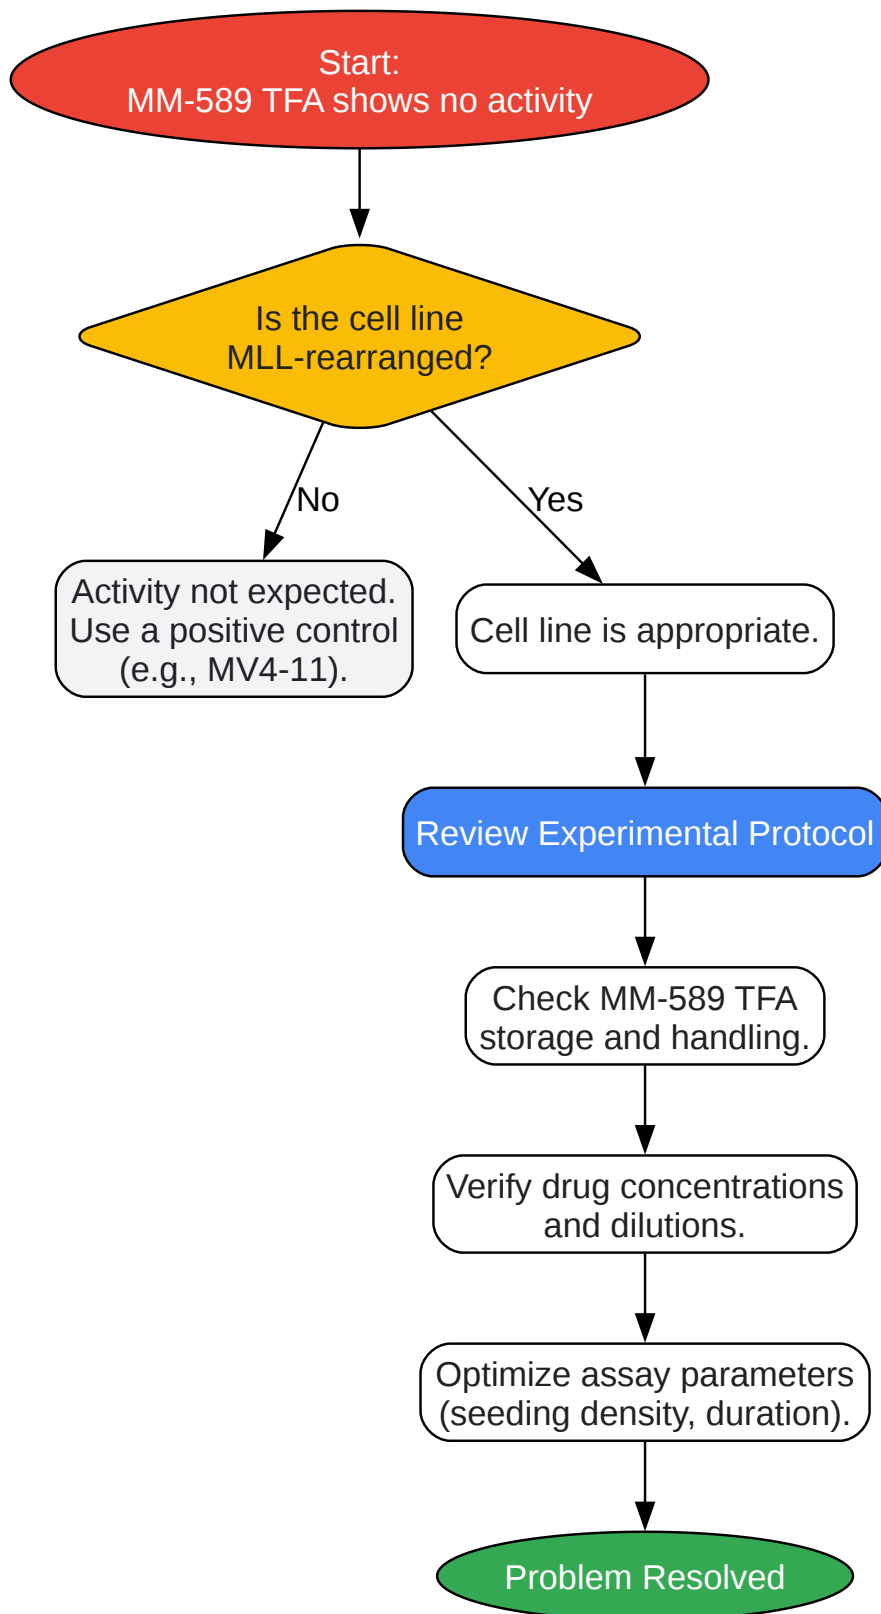 Start:
MM-589 TFA shows no activity
Is the cell line
MLL-rearranged?
No
Yes
Activity not expected.
Use a positive control
(e.g., MV4-11).
Cell line is appropriate.
Review Experimental Protocol
Check MM-589 TFA
storage and handling.
Verify drug concentrations
and dilutions.
Optimize assay parameters
(seeding density, duration).
Problem Resolved